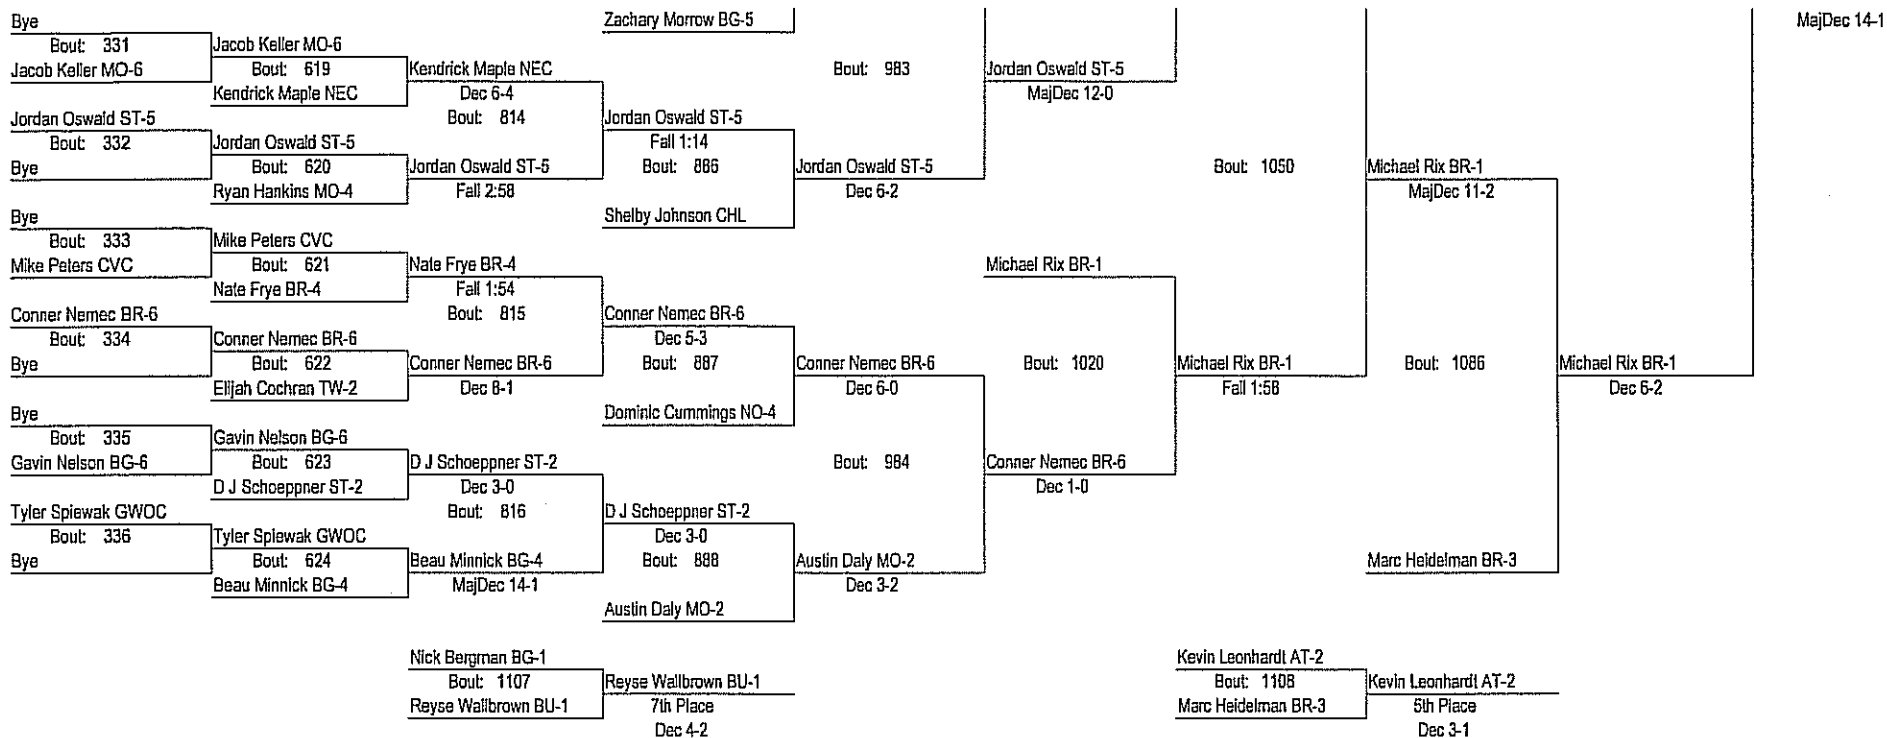 Bye
Bout: 331
Jacob Keller MO-6
Jordan Oswald ST-5
Bout: 332
Bye
Bye
Bout: 333
Mike Peters CVC
Conner Nemec BR-6
Bout: 334
Bye
Bye
Bout: 335
Gavin Nelson BG-6
Tyler Spiewak GWOC
Bout: 336
Bye
Jacob Keller MO-6
Bout: 619
Kendrick Maple NEC
Jordan Oswald ST-5
Bout: 620
Ryan Hankins MO-4
Mike Peters CVC
Bout: 621
Nate Frye BR-4
Conner Nemec BR-6
Bout: 622
Elijah Cochran TW-2
Gavin Nelson BG-6
Bout: 623
D J Schoeppner ST-2
Tyler Spiewak GWOC
Bout: 624
Beau Minnick BG-4
Kendrick Maple NEC
Dec 6-4
Bout: 814
Jordan Oswald ST-5
Fall 2:58
Nate Frye BR-4
Fall 1:54
Bout: 815
Conner Nemec BR-6
Dec 8-1
D J Schoeppner ST-2
Dec 3-0
Bout: 816
Beau Minnick BG-4
MajDec 14-1
Zachary Morrow BG-5
Jordan Oswald ST-5
Fall 1:14
Bout: 886
Shelby Johnson CHL
Conner Nemec BR-6
Dec 5-3
Bout: 887
Dominic Cummings NO-4
D J Schoeppner ST-2
Dec 3-0
Bout: 888
Austin Daly MO-2
Bout: 983
Jordan Oswald ST-5
Dec 6-2
Conner Nemec BR-6
Dec 6-0
Bout: 984
Austin Daly MO-2
Dec 3-2
Jordan Oswald ST-5
MajDec 12-0
Michael Rix BR-1
Bout: 1020
Conner Nemec BR-6
Dec 1-0
Bout: 1050
Michael Rix BR-1
Fall 1:58
Michael Rix BR-1
MajDec 11-2
Bout: 1086
Marc Heidelman BR-3
Michael Rix BR-1
Dec 6-2
MajDec 14-1
Nick Bergman BG-1
Bout: 1107
Reyse Wallbrown BU-1
Reyse Wallbrown BU-1
7th Place
Dec 4-2
Kevin Leonhardt AT-2
Bout: 1108
Marc Heidelman BR-3
Kevin Leonhardt AT-2
5th Place
Dec 3-1